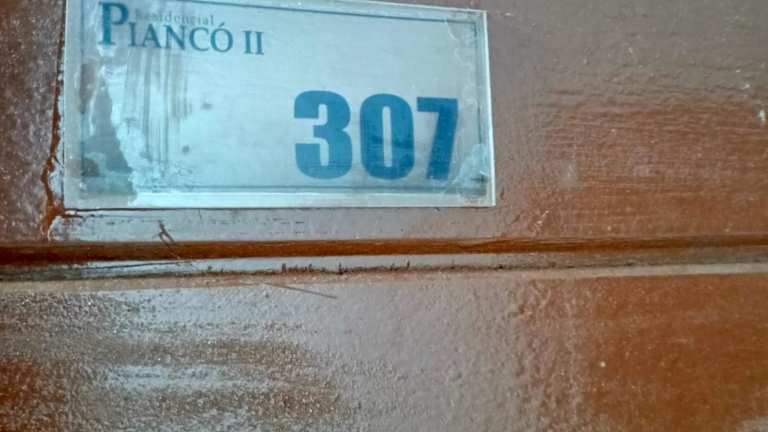 Residencial
PIANCÓ II
307